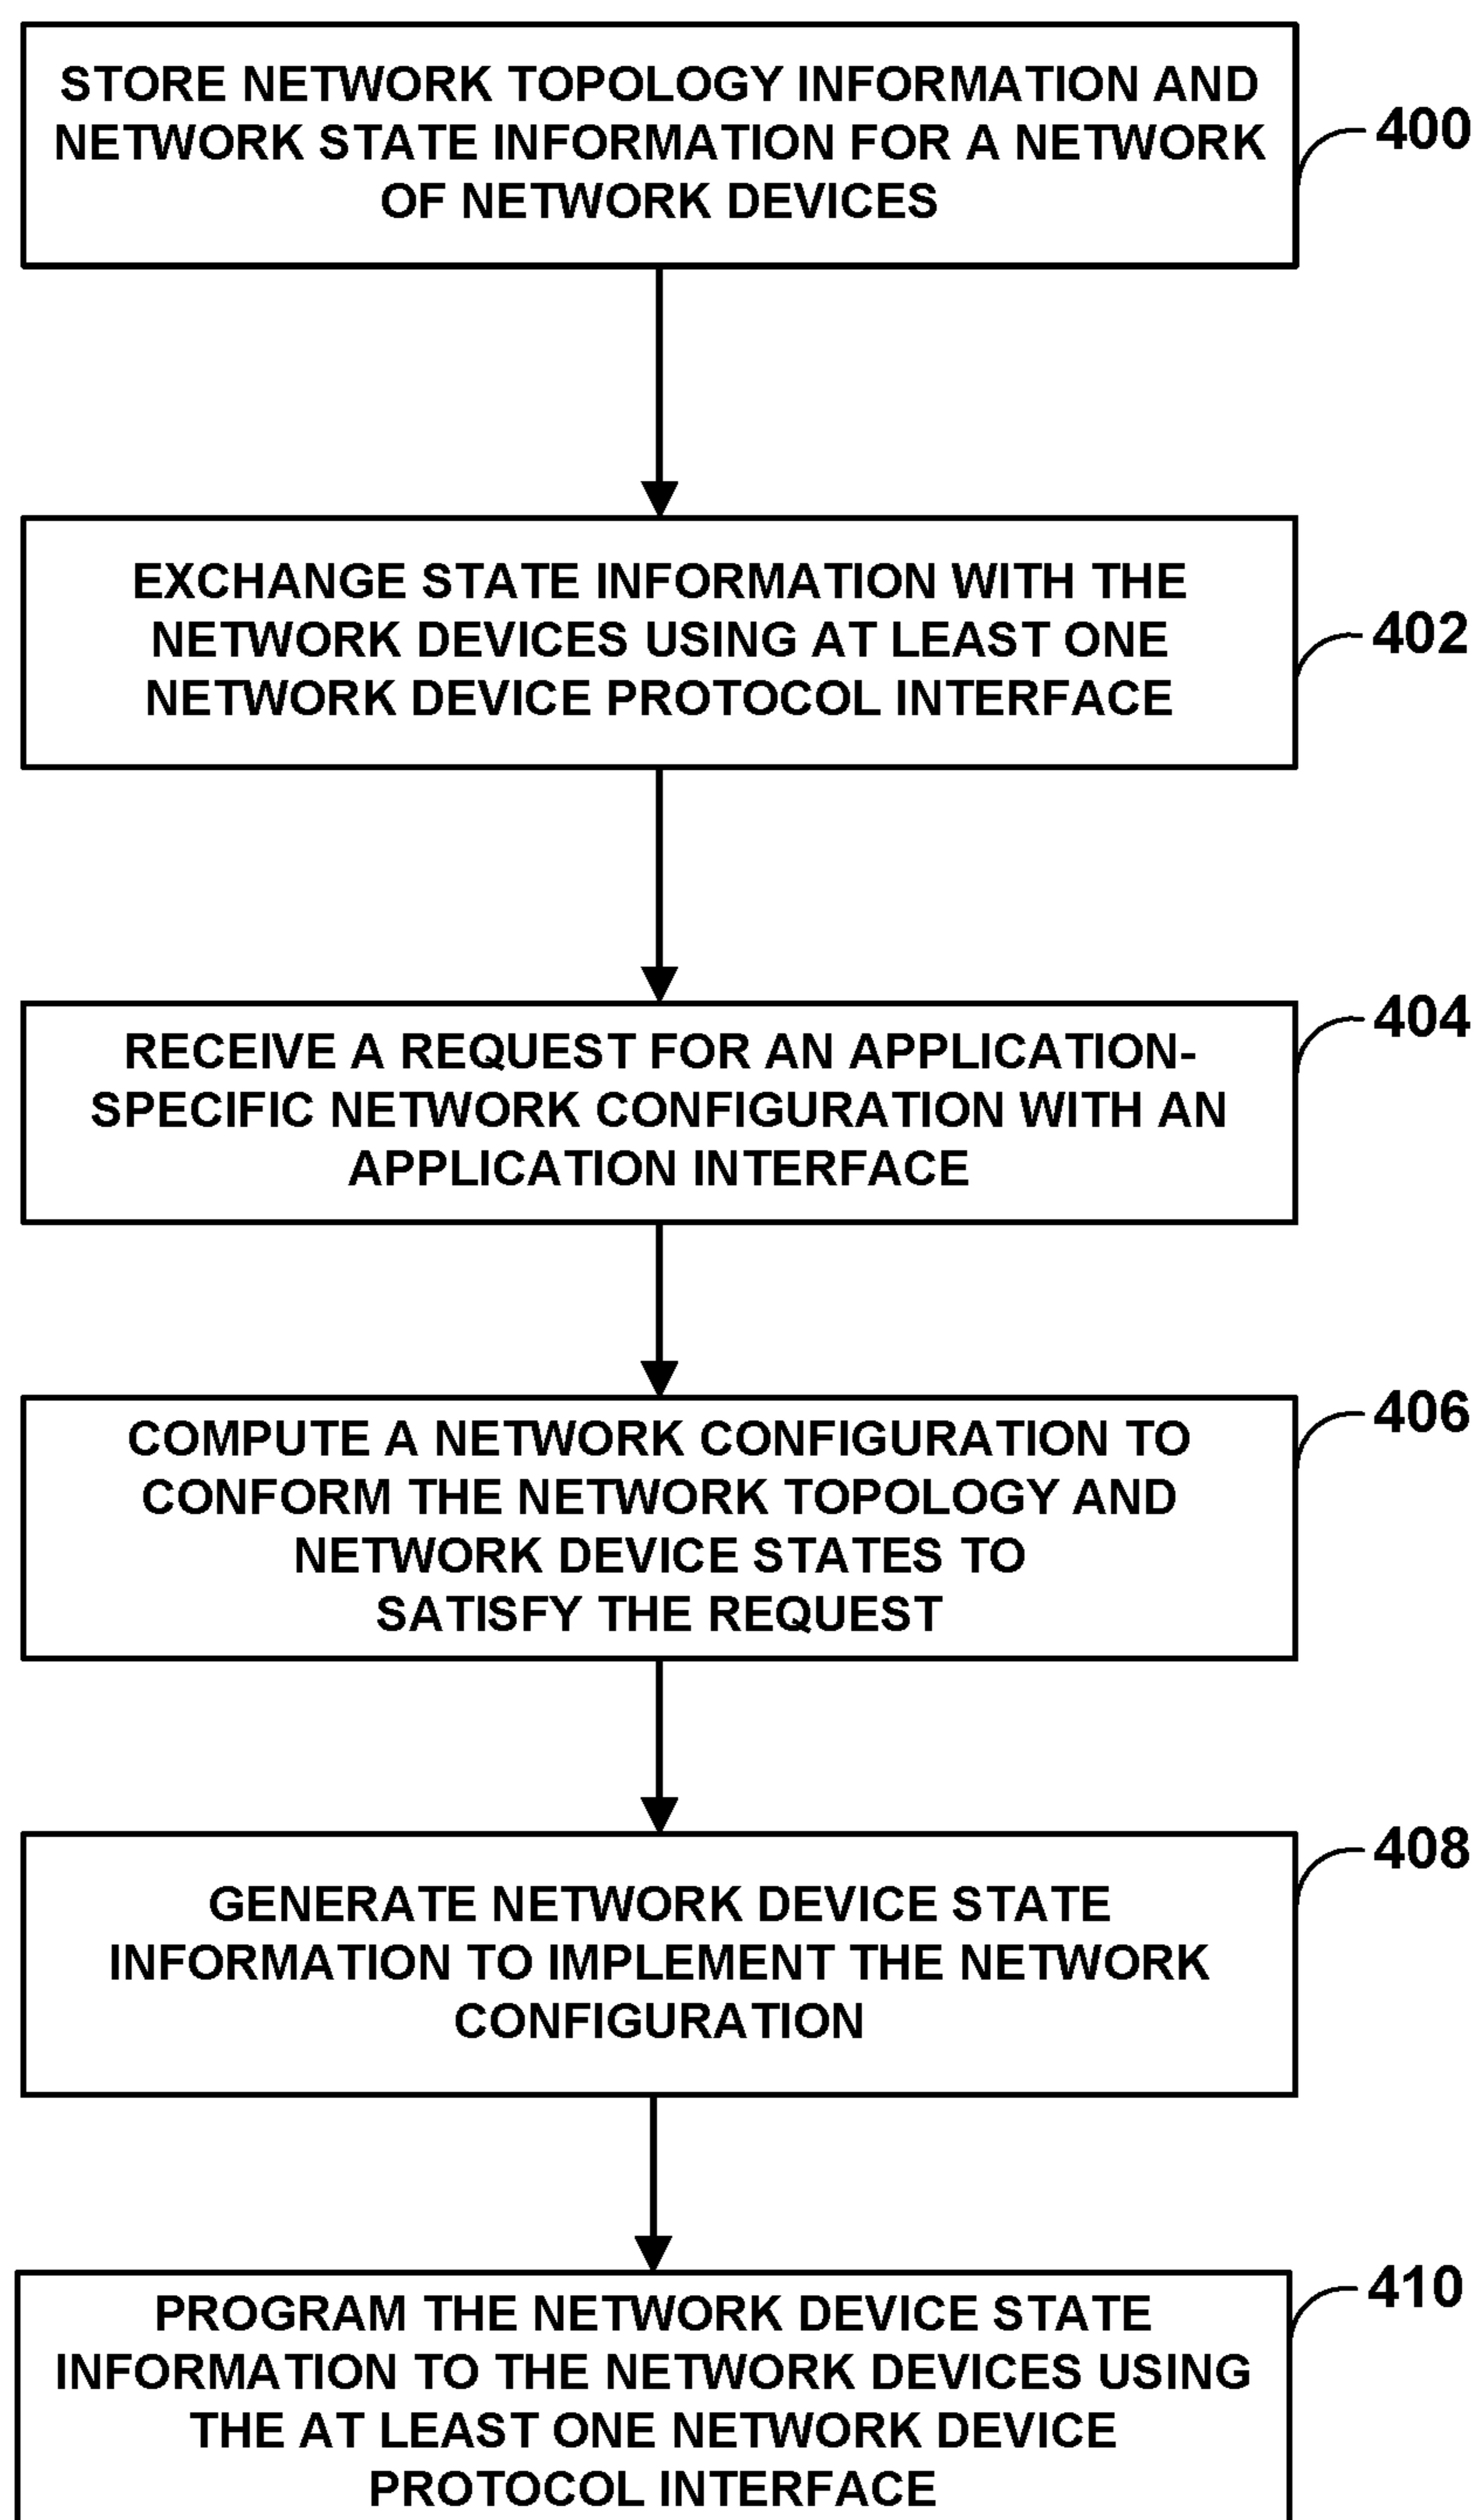 STORE NETWORK TOPOLOGY INFORMATION AND
NETWORK STATE INFORMATION FOR A NETWORK
OF NETWORK DEVICES
400
EXCHANGE STATE INFORMATION WITH THE
NETWORK DEVICES USING AT LEAST ONE
NETWORK DEVICE PROTOCOL INTERFACE
402
RECEIVE A REQUEST FOR AN APPLICATION-
SPECIFIC NETWORK CONFIGURATION WITH AN
APPLICATION INTERFACE
404
COMPUTE A NETWORK CONFIGURATION TO
CONFORM THE NETWORK TOPOLOGY AND
NETWORK DEVICE STATES TO
SATISFY THE REQUEST
406
GENERATE NETWORK DEVICE STATE
INFORMATION TO IMPLEMENT THE NETWORK
CONFIGURATION
408
PROGRAM THE NETWORK DEVICE STATE
INFORMATION TO THE NETWORK DEVICES USING
THE AT LEAST ONE NETWORK DEVICE
PROTOCOL INTERFACE
410